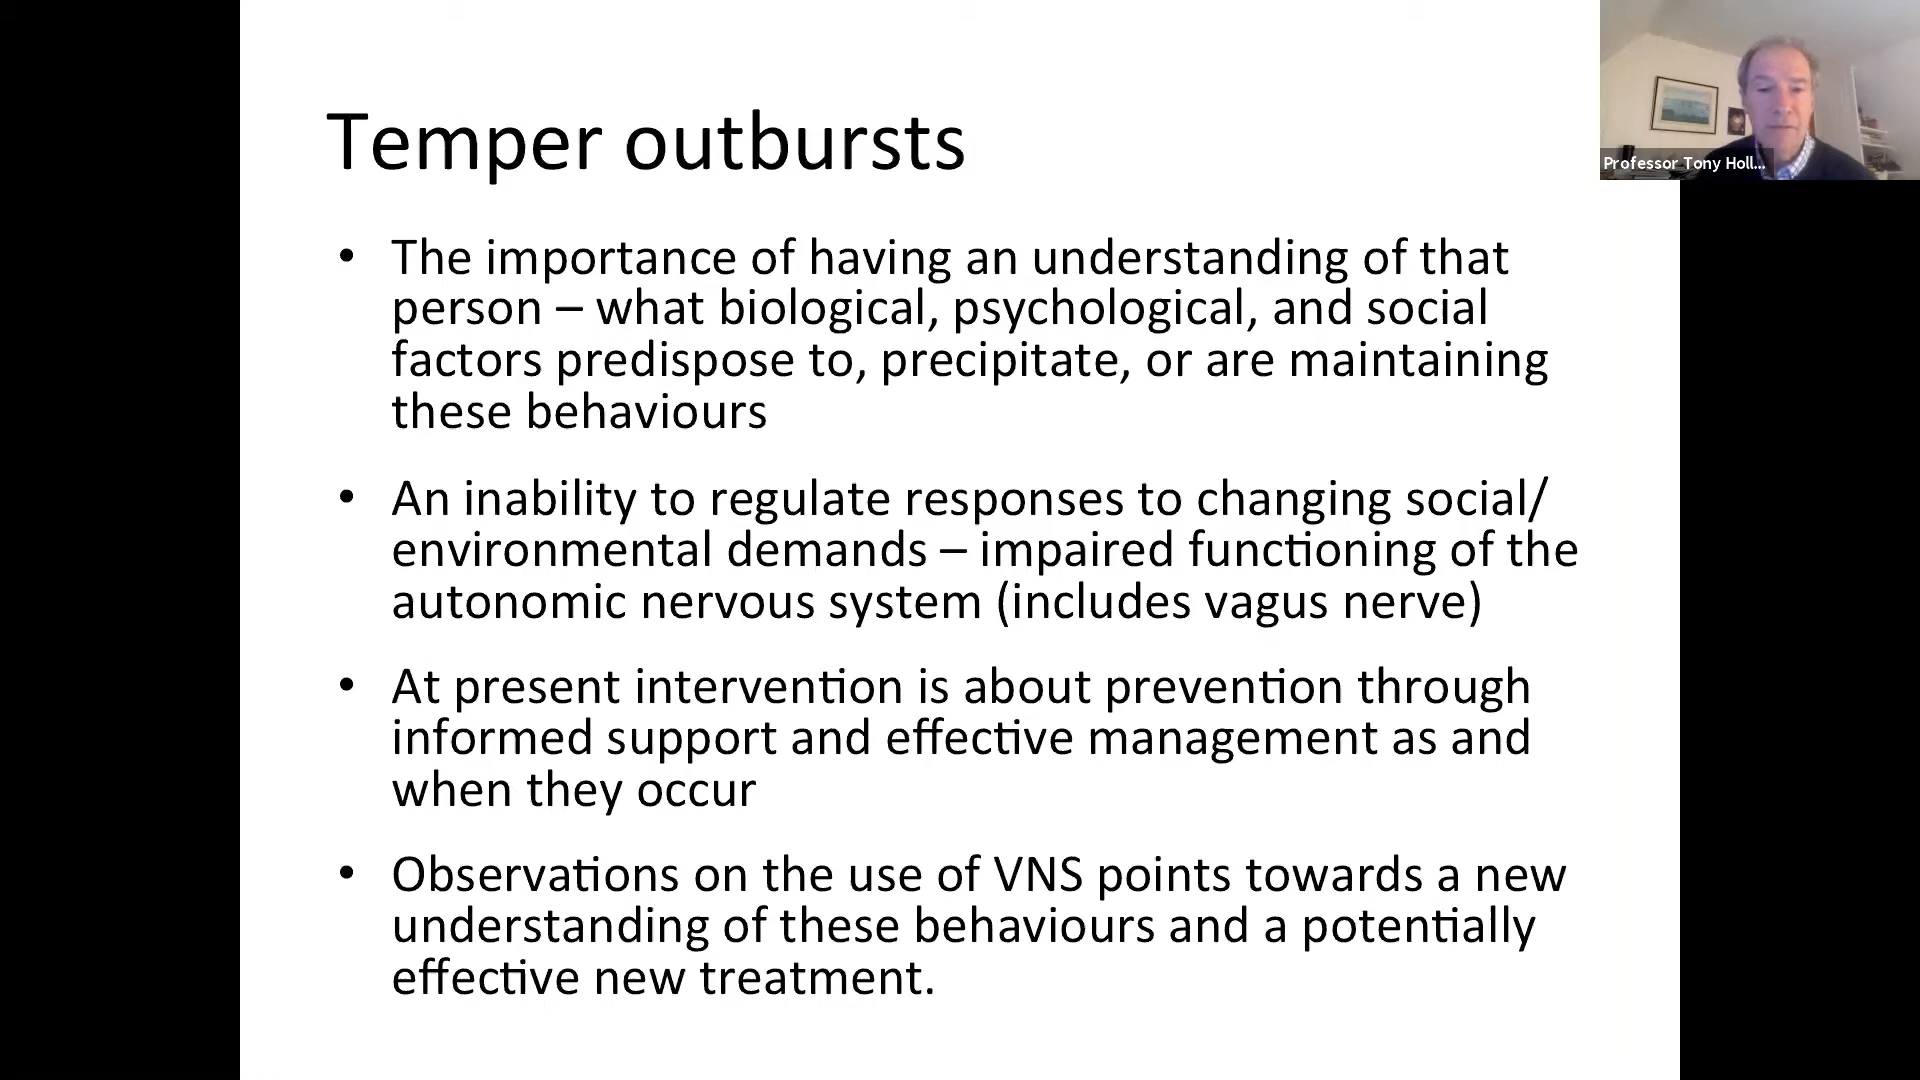 Temper outbursts
• The importance of having an understanding of that
person – what biological, psychological, and social
factors predispose to, precipitate, or are maintaining
these behaviours
• An inability to regulate responses to changing social/
environmental demands – impaired functioning of the
autonomic nervous system (includes vagus nerve)
• At present intervention is about prevention through
informed support and effective management as and
when they occur
• Observations on the use of VNS points towards a new
understanding of these behaviours and a potentially
effective new treatment.
Professor Tony Holl...